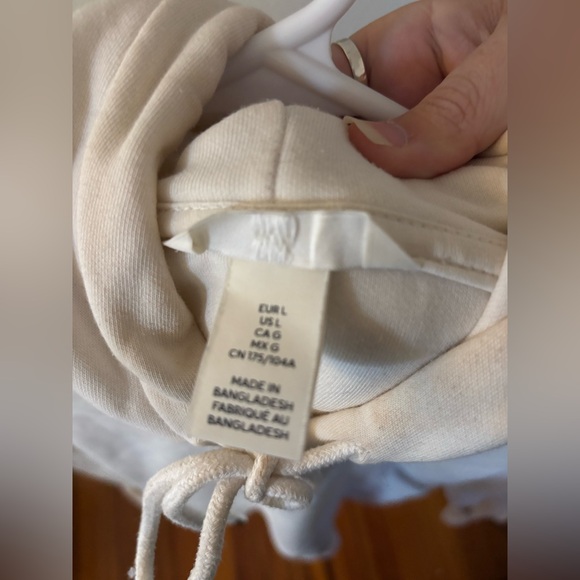 EUR L
US L
CA G
MX G
CN 175/104A
MADE IN
BANGLADESH
FABRIQUÉ AU
BANGLADESH